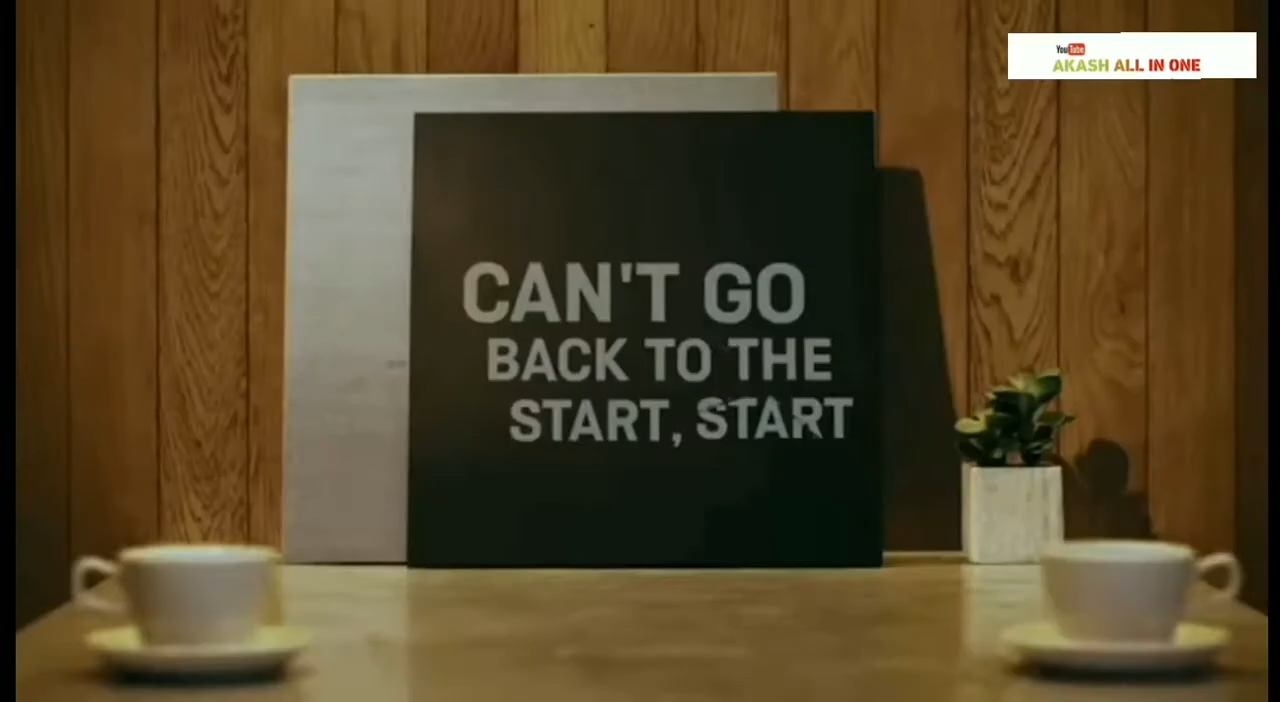 YouTube
AKASH ALL IN ONE
CAN'T GO
BACK TO THE
START, START